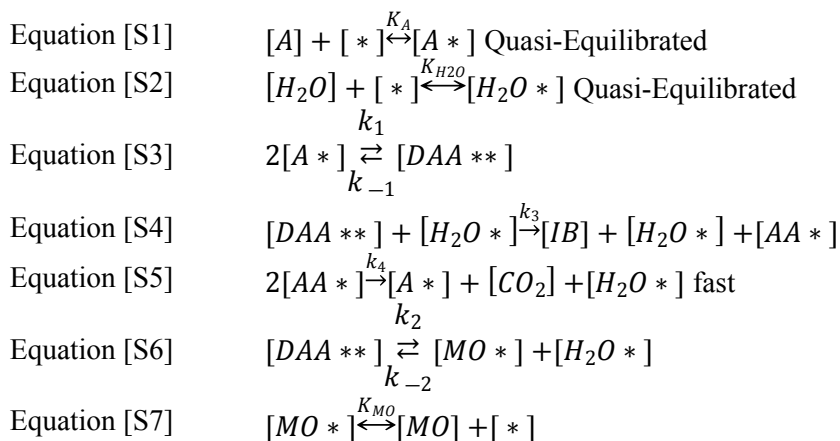 Equation [S1] [A] + [ * ] K_A ↔ [A *] Quasi-Equilibrated
Equation [S2] [H₂O] + [ * ] K_H2O ⟷ [H₂O *] Quasi-Equilibrated
k₁
Equation [S3] 2[A *] ⇄ [DAA **]
k₋₁
Equation [S4] [DAA **] + [H₂O *] k₃ → [IB] + [H₂O *] +[AA *]
Equation [S5] 2[AA *] k₄ → [A *] + [CO₂] +[H₂O *] fast
k₂
Equation [S6] [DAA **] ⇄ [MO *] +[H₂O *]
k₋₂
Equation [S7] [MO *] K_MO ⟷ [MO] +[ * ]